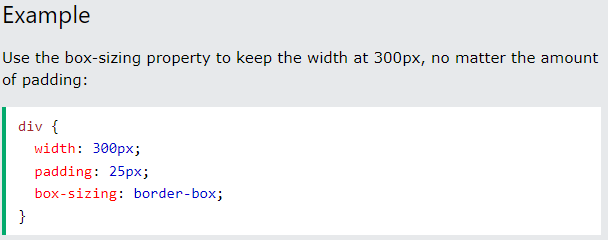 Example
Use the box-sizing property to keep the width at 300px, no matter the amount
of padding:
div {
  width: 300px;
  padding: 25px;
  box-sizing: border-box;
}